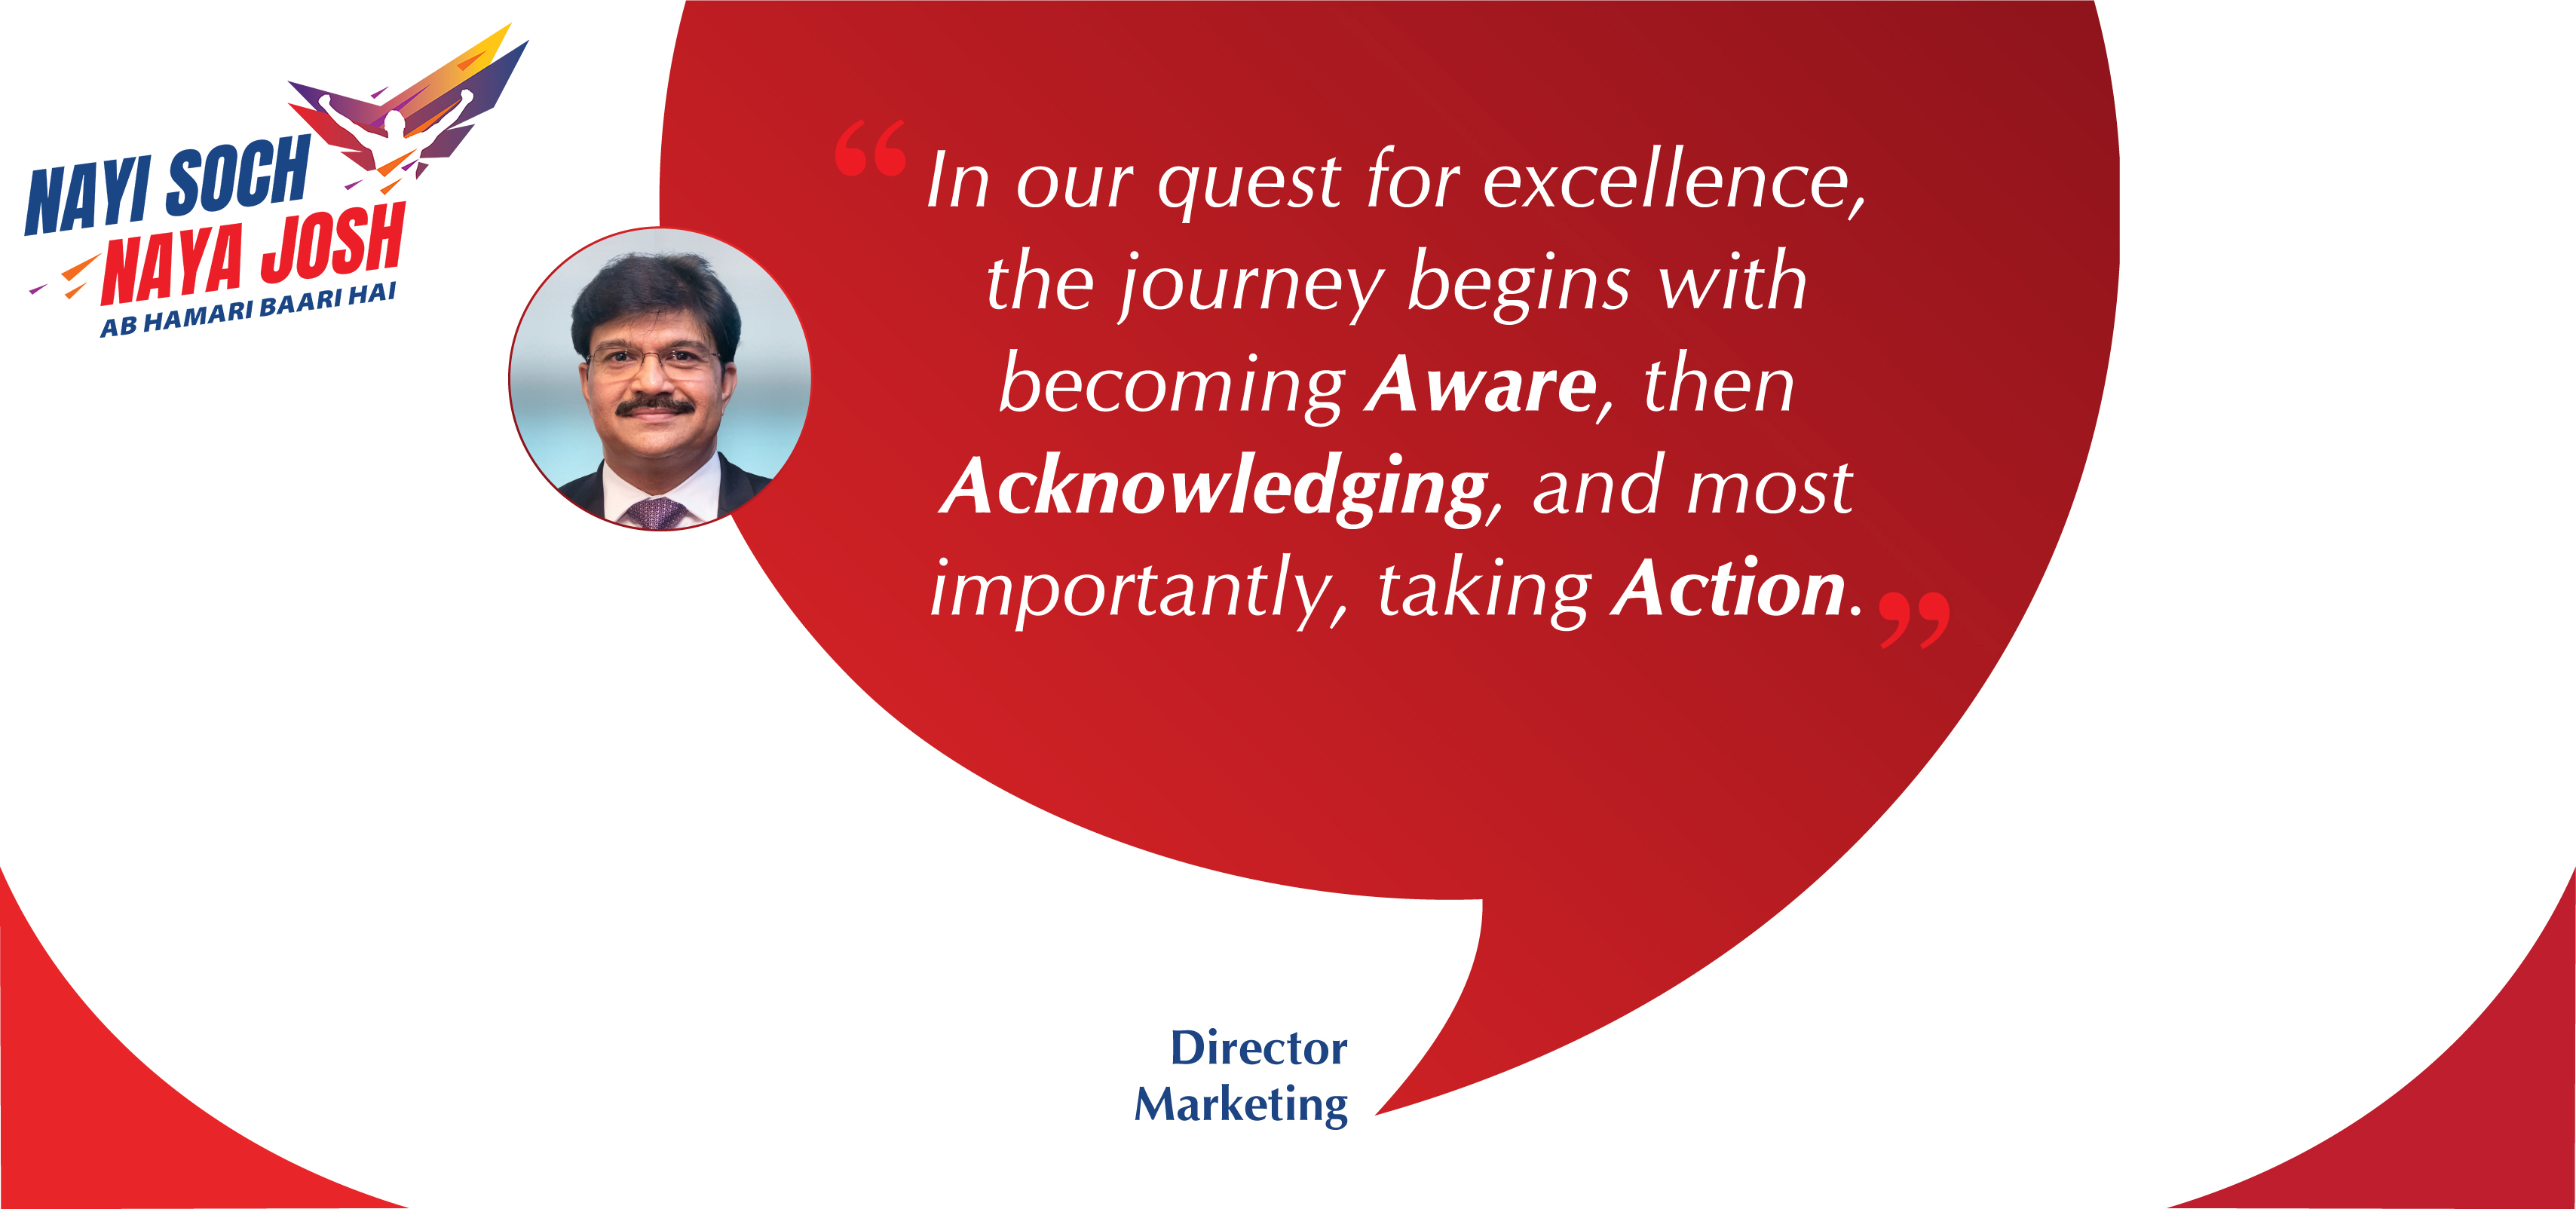 NAYI SOCH
NAYA JOSH
AB HAMARI BAARI HAI
“In our quest for excellence,
the journey begins with
becoming Aware, then
Acknowledging, and most
importantly, taking Action.”
Director
Marketing